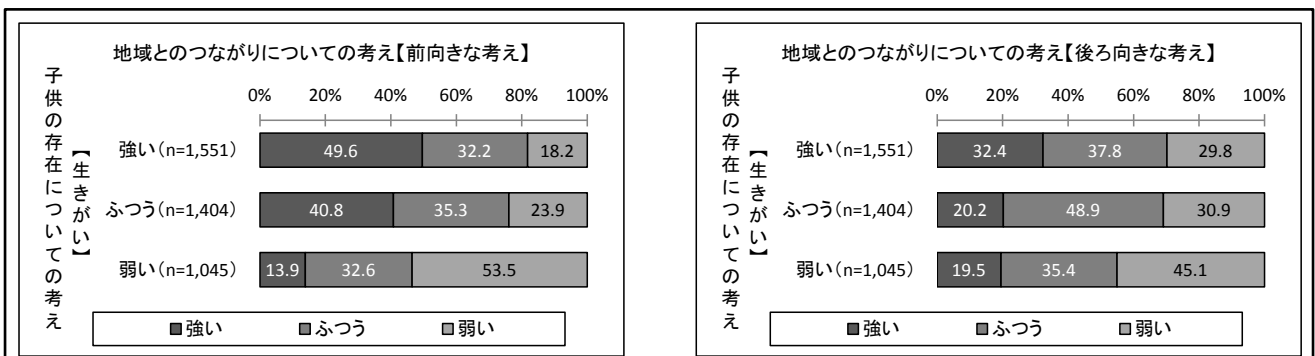 地域とのつながりについての考え【前向きな考え】
子供の存在についての考え
【生きがい】
0% 20% 40% 60% 80% 100%
強い(n=1,551) 49.6 32.2 18.2
ふつう(n=1,404) 40.8 35.3 23.9
弱い(n=1,045) 13.9 32.6 53.5
■強い ■ふつう ■弱い
地域とのつながりについての考え【後ろ向きな考え】
子供の存在についての考え
【生きがい】
0% 20% 40% 60% 80% 100%
強い(n=1,551) 32.4 37.8 29.8
ふつう(n=1,404) 20.2 48.9 30.9
弱い(n=1,045) 19.5 35.4 45.1
■強い ■ふつう ■弱い